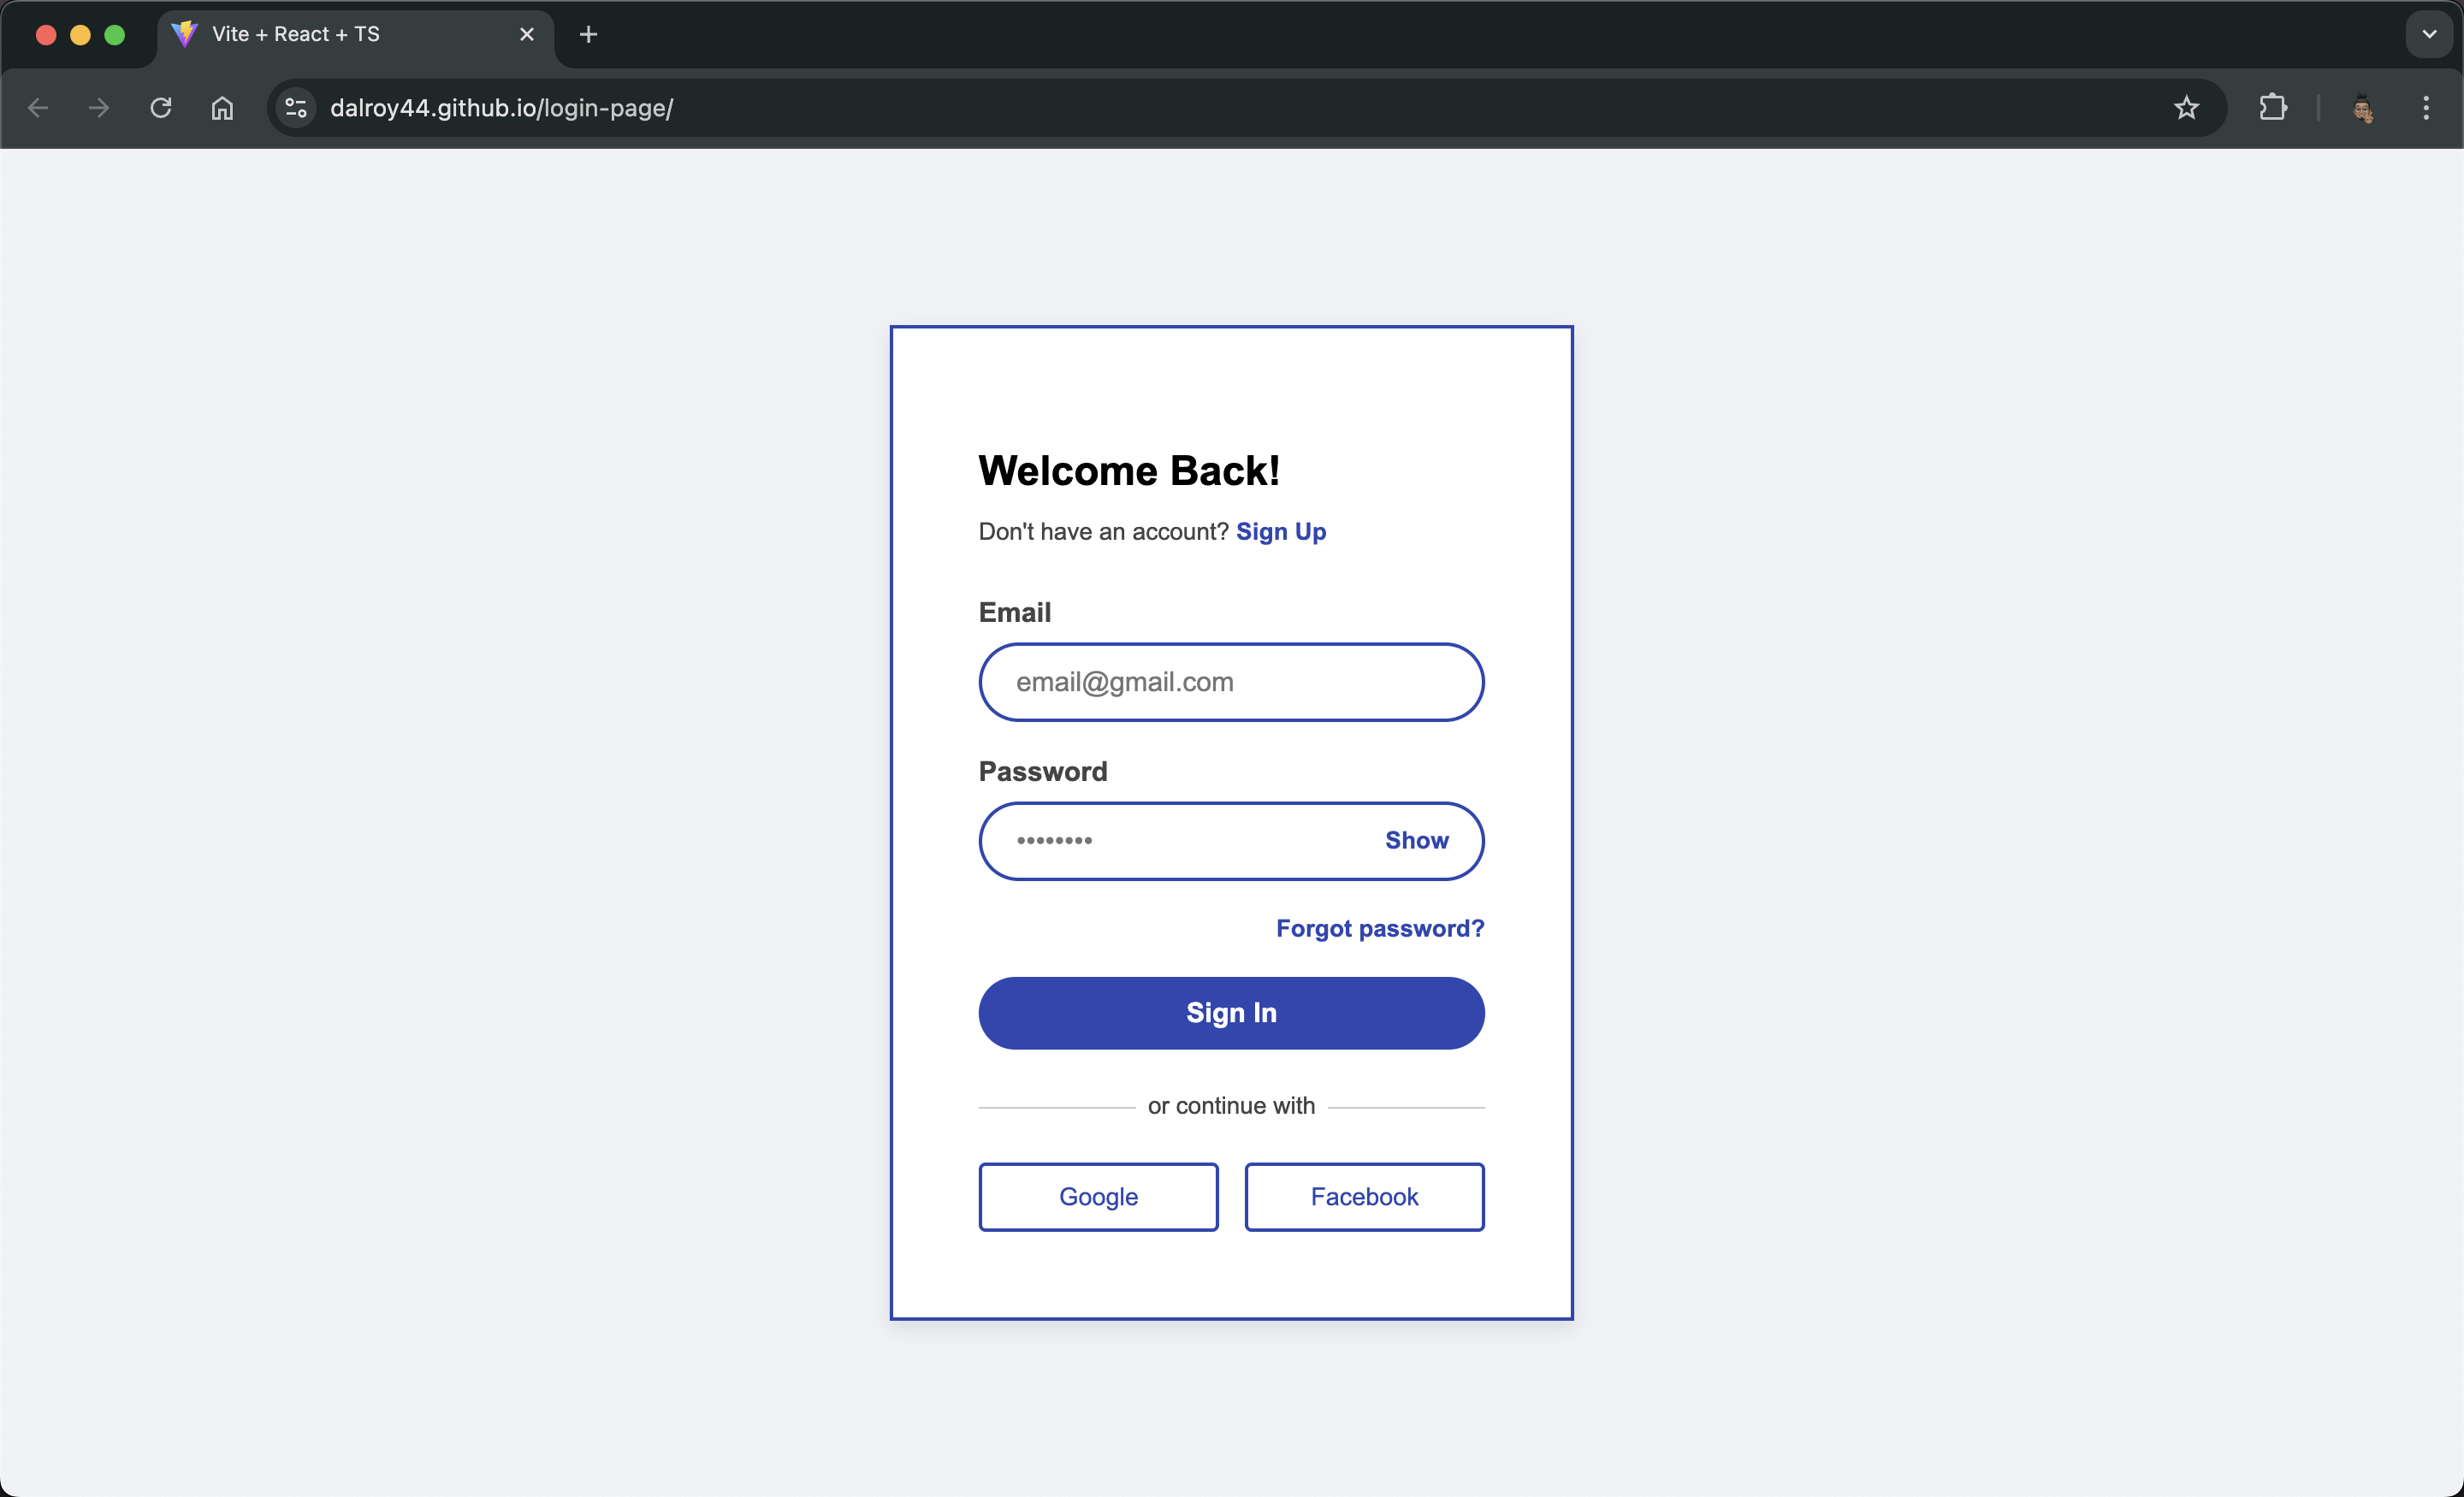 Vite + React + TS
dalroy44.github.io/login-page/
Welcome Back!
Don't have an account? Sign Up
Email
email@gmail.com
Password
•••••••• Show
Forgot password?
Sign In
or continue with
Google Facebook